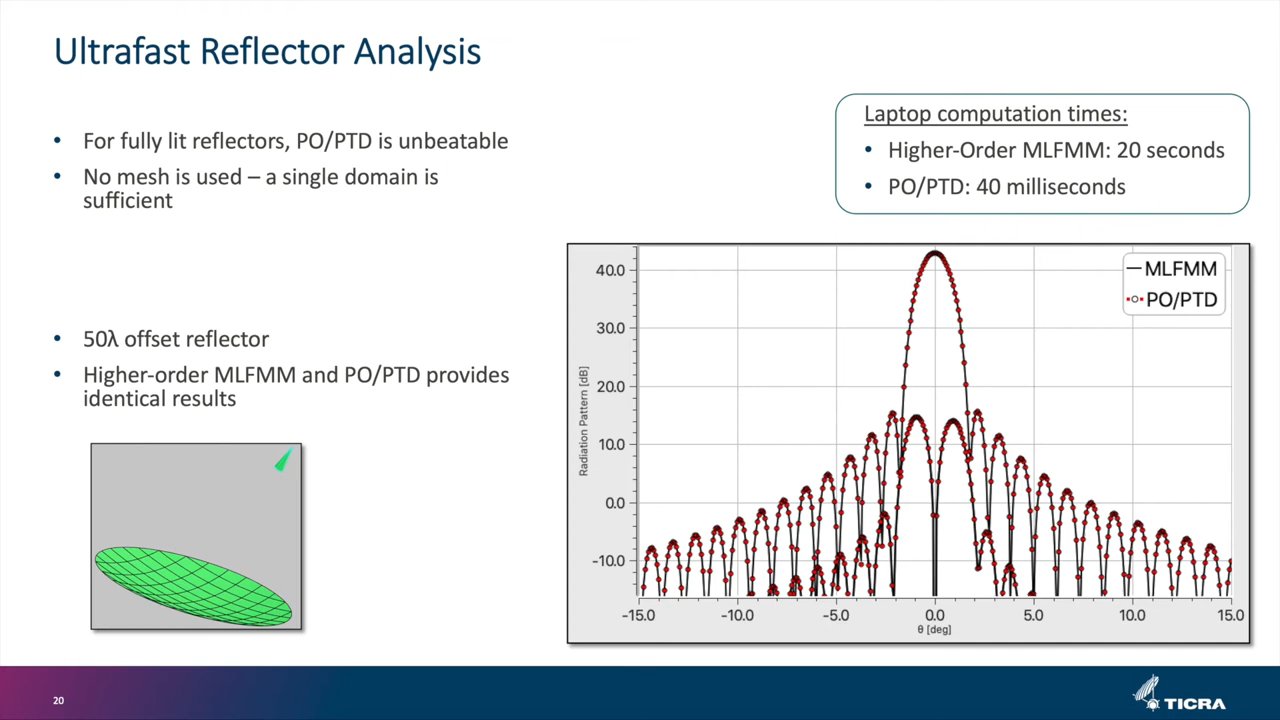 Ultrafast Reflector Analysis
• For fully lit reflectors, PO/PTD is unbeatable
• No mesh is used – a single domain is
sufficient
• 50λ offset reflector
• Higher-order MLFMM and PO/PTD provides
identical results
Laptop computation times:
• Higher-Order MLFMM: 20 seconds
• PO/PTD: 40 milliseconds
MLFMM
PO/PTD
Radiation Pattern [dB]
40.0
30.0
20.0
10.0
0.0
-10.0
-15.0 -10.0 -5.0 0.0 5.0 10.0 15.0
θ [deg]
20
TICRA